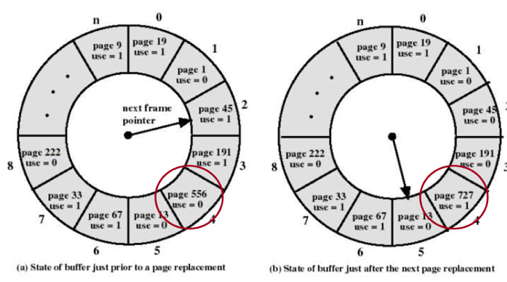 n
0
page 9
use = 1
page 19
use = 1
1
page 1
use = 0
2
page 45
use = 1
next frame
pointer
3
page 191
use = 1
4
page 556
use = 0
5
page 13
use = 0
6
page 67
use = 1
7
page 33
use = 1
8
page 222
use = 0
(a) State of buffer just prior to a page replacement
n
0
page 9
use = 1
page 19
use = 1
1
page 1
use = 0
page 45
use = 0
page 191
use = 0
4
page 727
use = 1
5
page 13
use = 0
6
page 67
use = 1
7
page 33
use = 1
8
page 222
use = 0
(b) State of buffer just after the next page replacement